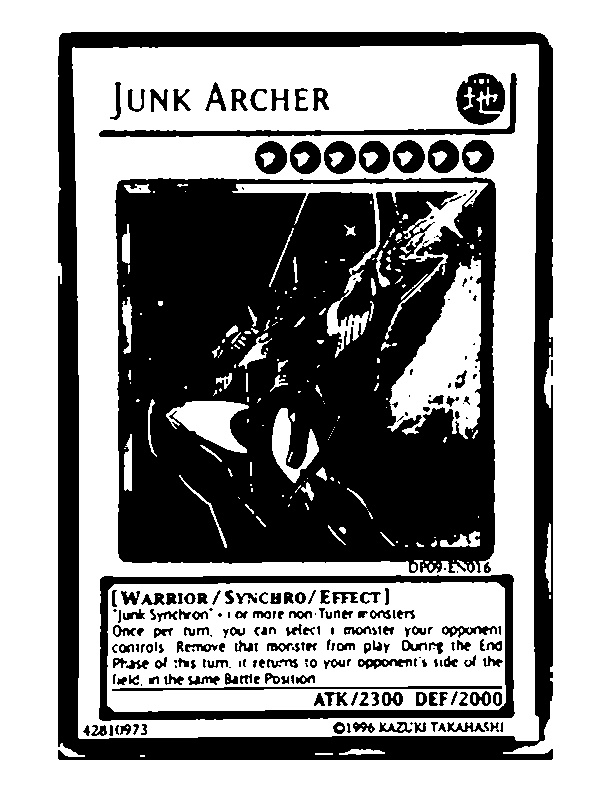 JUNK ARCHER
地
DP09-EN016
[WARRIOR/SYNCHRO/EFFECT]
"Junk Synchron" + 1 or more non-Tuner monsters
Once per turn, you can select 1 monster your opponent
controls. Remove that monster from play. During the End
Phase of this turn, it returns to your opponent's side of the
field, in the same Battle Position.
ATK/2300 DEF/2000
42810973
©1996 KAZUKI TAKAHASHI